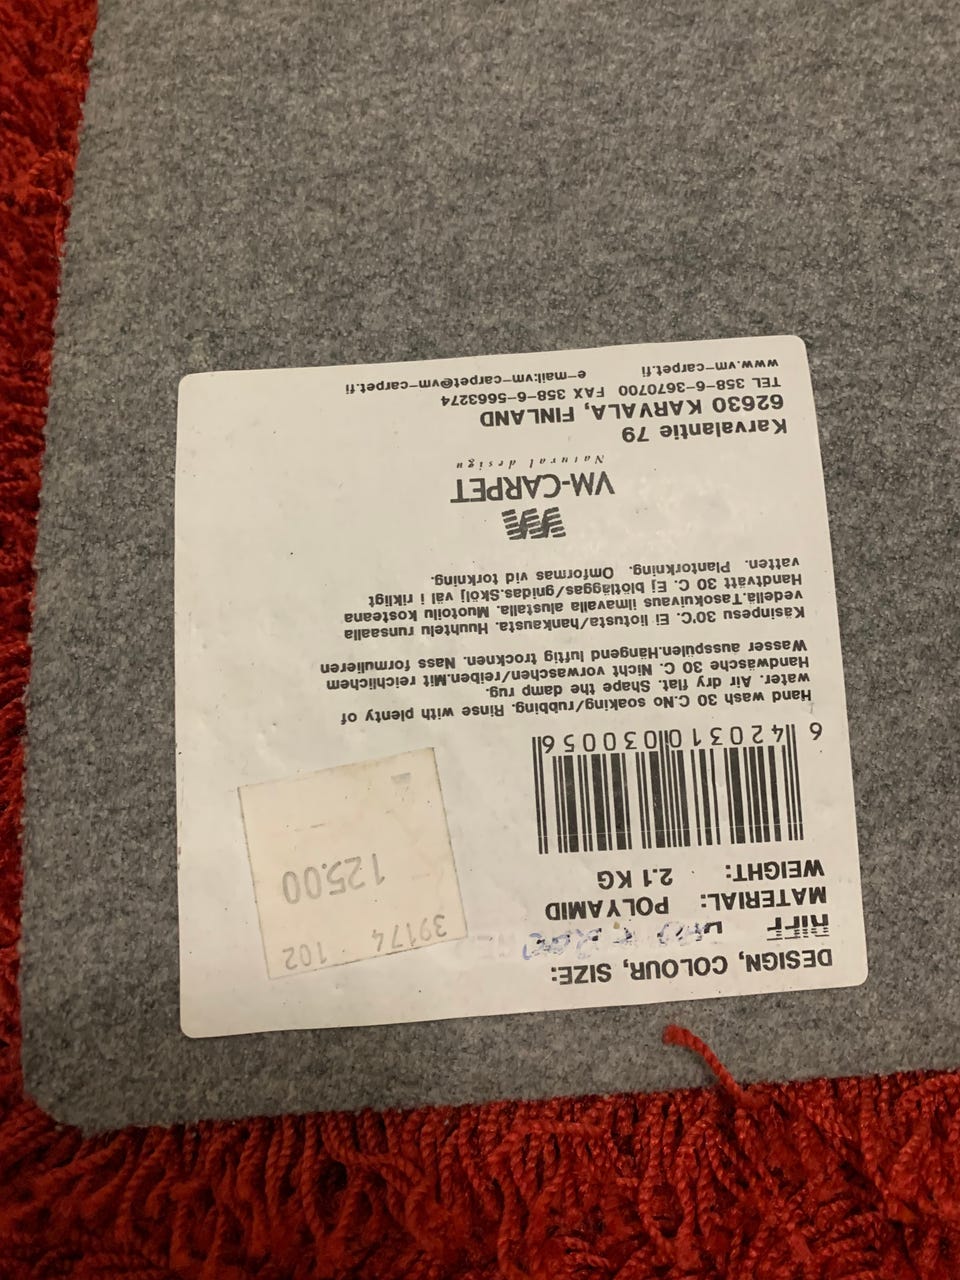 DESIGN, COLOUR, SIZE:
RIFF
MATERIAL: POLYAMID
WEIGHT: 2.1 KG
39174 102
125.00
6 420310 030056
Hand wash 30 C.No soaking/rubbing. Rinse with plenty of
water. Air dry flat. Shape the damp rug.
Handwäsche 30 C. Nicht vorwaschen/reiben.Mit reichlichem
Wasser ausspülen.Hängend luftig trocknen. Nass formulieren
Käsinpesu 30°C. Ei liotusta/hankausta. Huuhtelu runsaalla
vedellä.Tasokuivaus ilmavalla alustalla. Muotoilu kosteana
Handtvätt 30 C. Ej blötläggas/gnidas.Skölj väl i rikligt
vatten. Plantorkning. Omformas vid torkning.
VM-CARPET
Natural design
Karvalantie 79
62630 KARVALA, FINLAND
TEL 358-6-3670700 FAX 358-6-5663274
www.vm-carpet.fi e-mail:vm-carpet@vm-carpet.fi